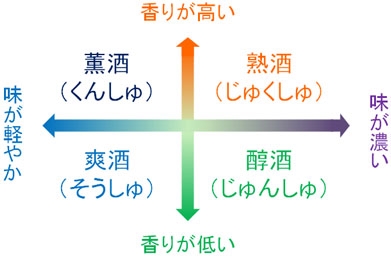 香りが高い
薫酒
(くんしゅ)
熟酒
(じゅくしゅ)
味が軽やか
味が濃い
爽酒
(そうしゅ)
醇酒
(じゅんしゅ)
香りが低い